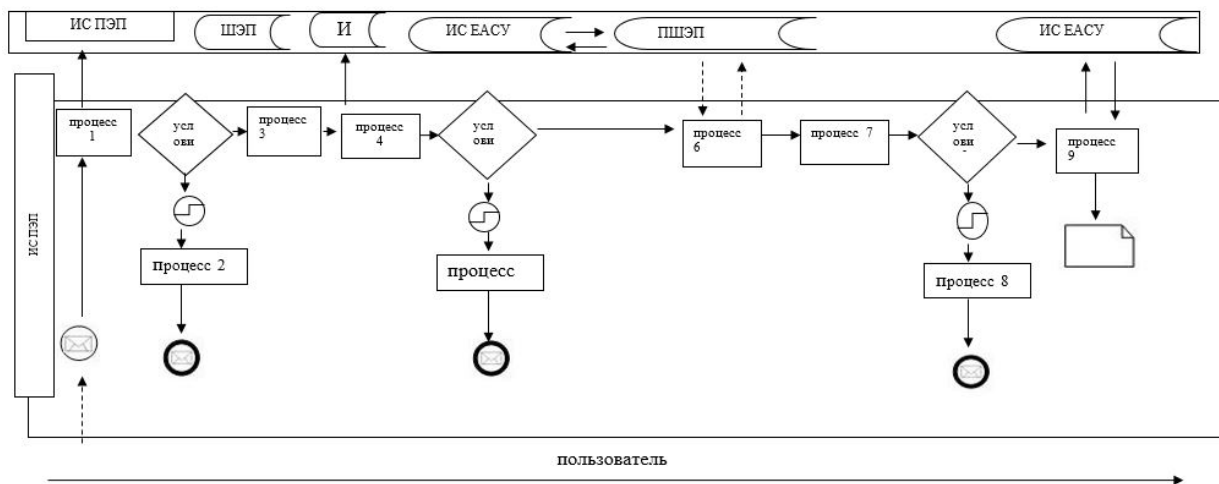 ИС ПЭП
ШЭП
И
ИС ЕАСУ
ПШЭП
ИС ЕАСУ
ИС ПЭП
процесс
1
усл
ови
процесс
3
процесс
4
усл
ови
процесс
6
процесс 7
усл
ови
процесс
9
процесс 2
процесс
процесс 8
пользователь